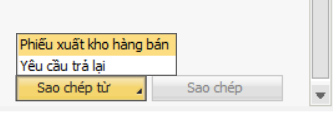 Phiếu xuất kho hàng bán
Yêu cầu trả lại
Sao chép từ
Sao chép